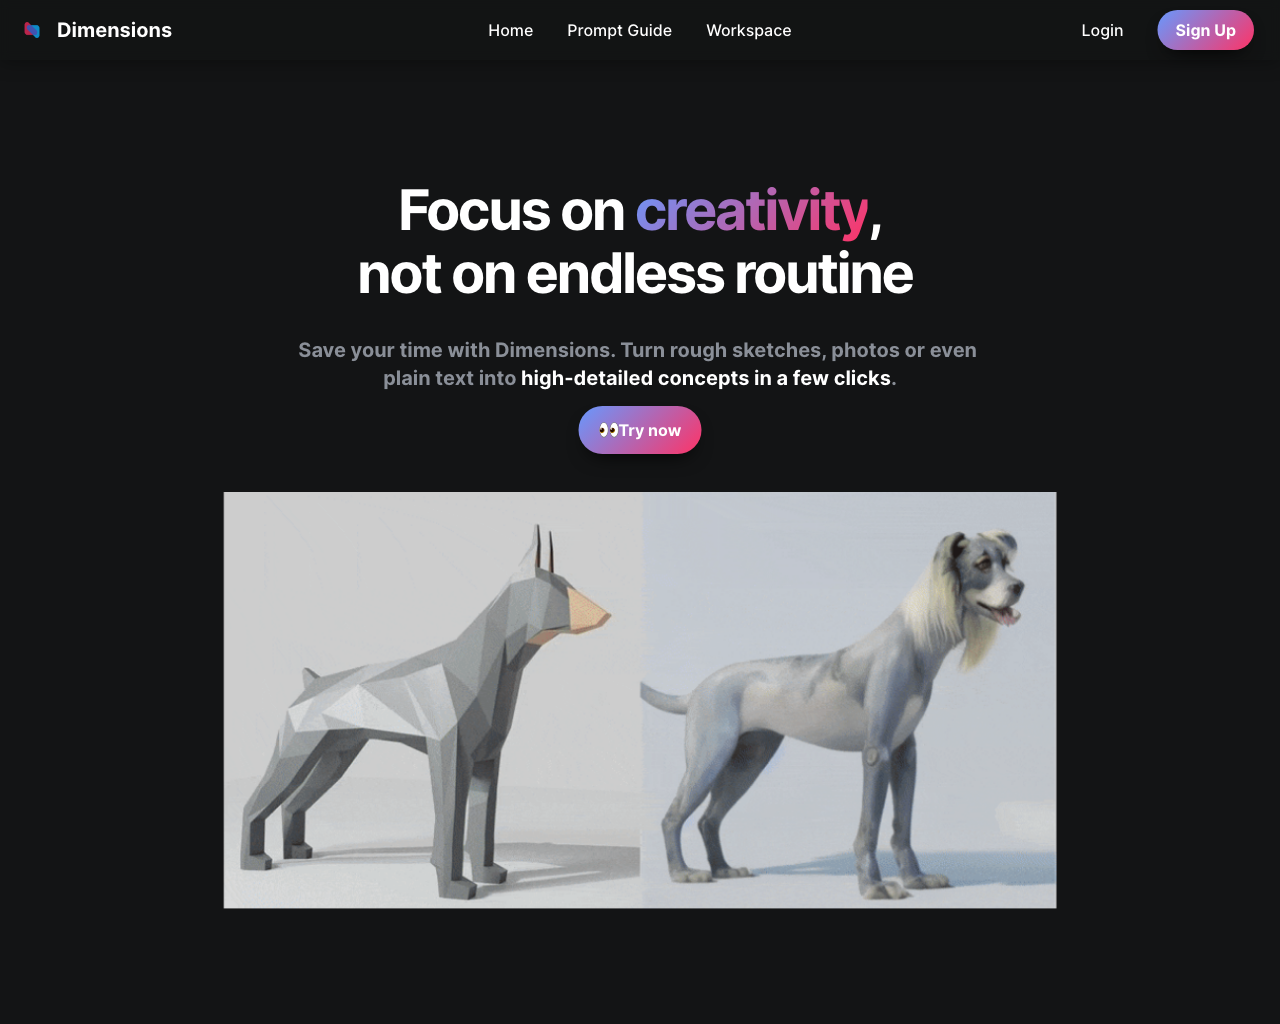 Dimensions
Home
Prompt Guide
Workspace
Login
Sign Up
Focus on creativity,
not on endless routine
Save your time with Dimensions. Turn rough sketches, photos or even
plain text into high-detailed concepts in a few clicks.
👀Try now